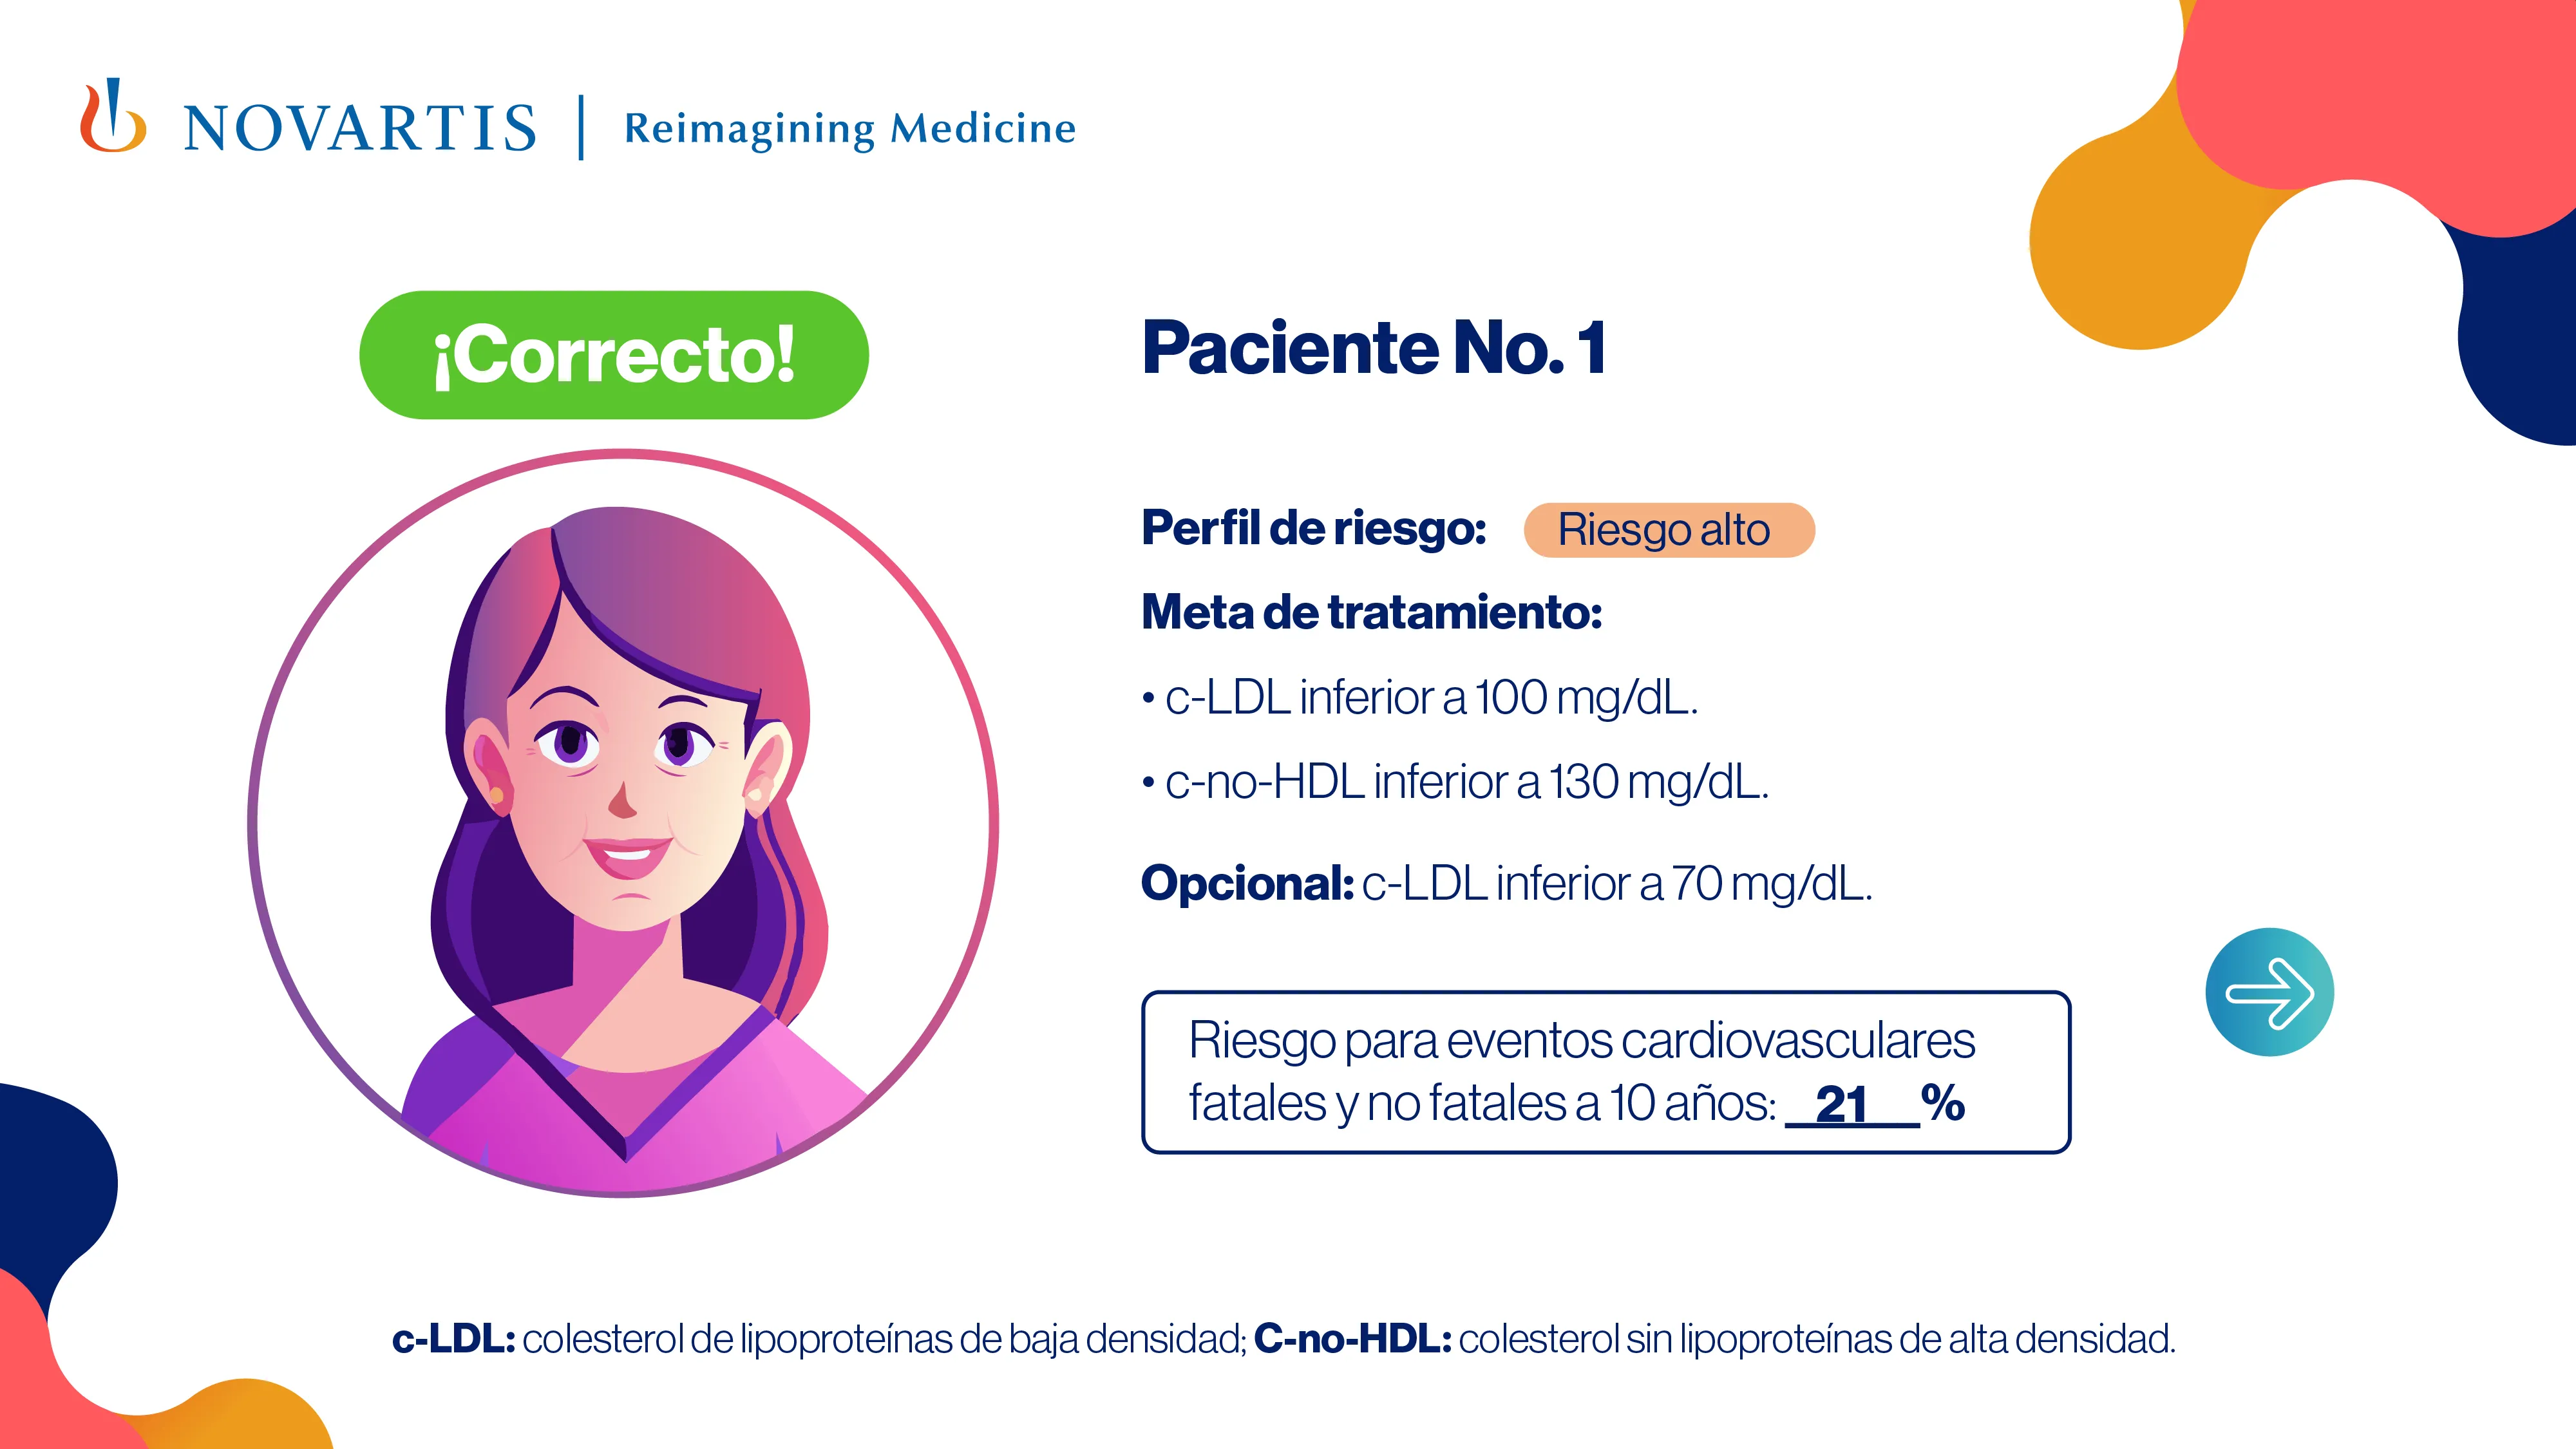 NOVARTIS | Reimagining Medicine
¡Correcto!
Paciente No. 1
Perfil de riesgo: Riesgo alto
Meta de tratamiento:
• c-LDL inferior a 100 mg/dL.
• c-no-HDL inferior a 130 mg/dL.
Opcional: c-LDL inferior a 70 mg/dL.
Riesgo para eventos cardiovasculares
fatales y no fatales a 10 años: __21__%
c-LDL: colesterol de lipoproteínas de baja densidad; C-no-HDL: colesterol sin lipoproteínas de alta densidad.